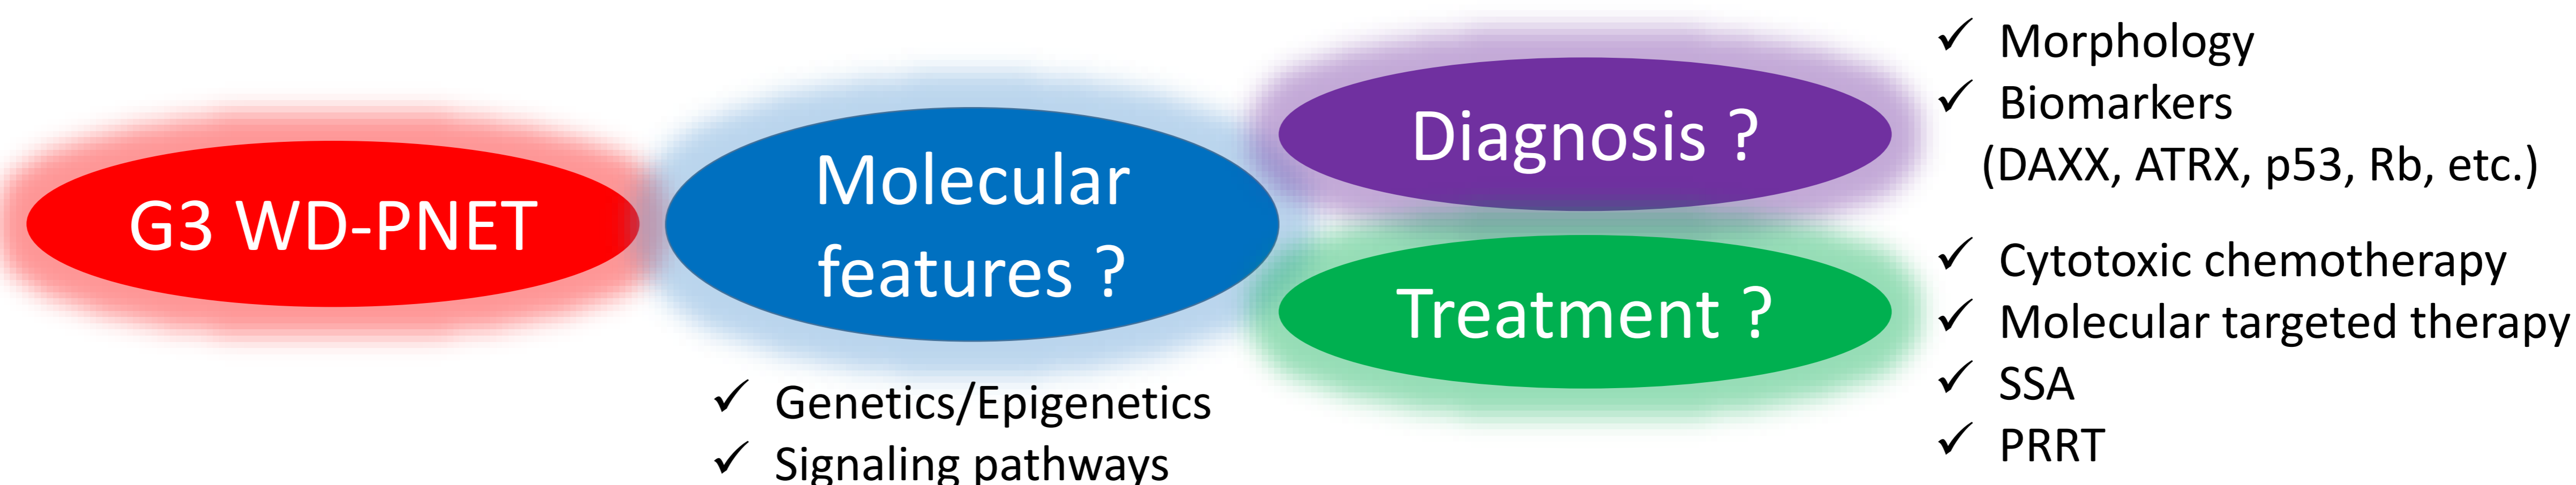 G3 WD-PNET
Molecular
features ?
✓ Genetics/Epigenetics
✓ Signaling pathways
Diagnosis ?
✓ Morphology
✓ Biomarkers
(DAXX, ATRX, p53, Rb, etc.)
Treatment ?
✓ Cytotoxic chemotherapy
✓ Molecular targeted therapy
✓ SSA
✓ PRRT